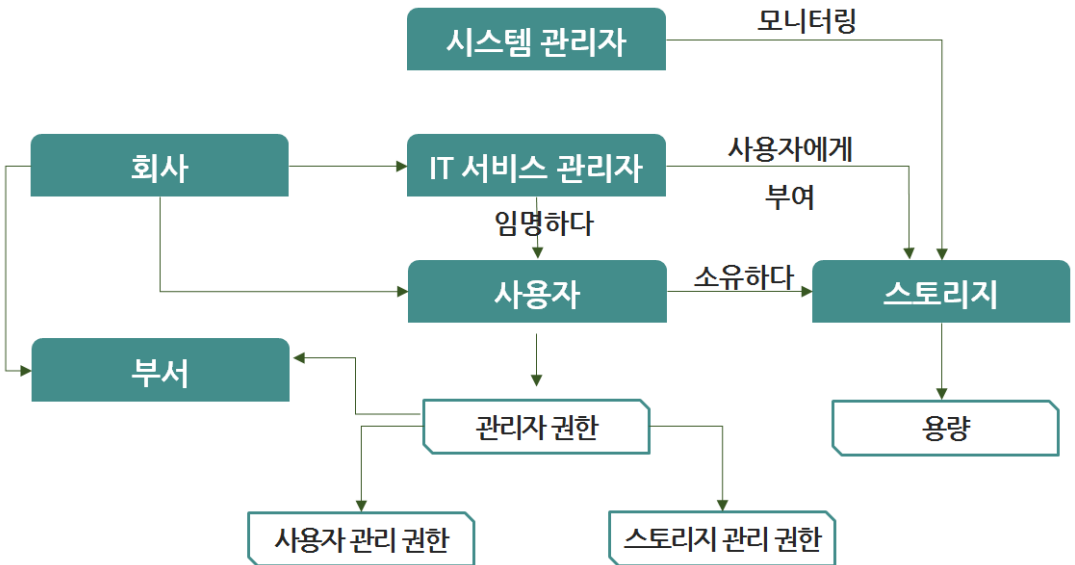 시스템 관리자
모니터링
회사
IT 서비스 관리자
사용자에게
부여
임명하다
사용자
소유하다
스토리지
부서
관리자 권한
용량
사용자 관리 권한
스토리지 관리 권한